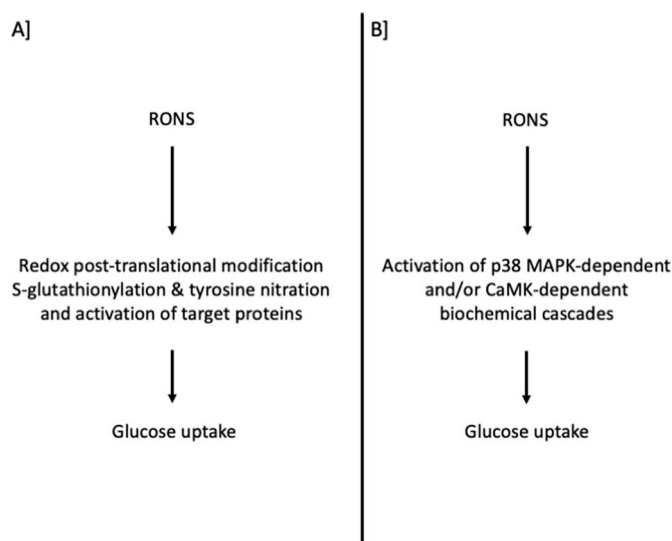 A]
RONS
Redox post-translational modification
S-glutathionylation & tyrosine nitration
and activation of target proteins
Glucose uptake
B]
RONS
Activation of p38 MAPK-dependent
and/or CaMK-dependent
biochemical cascades
Glucose uptake